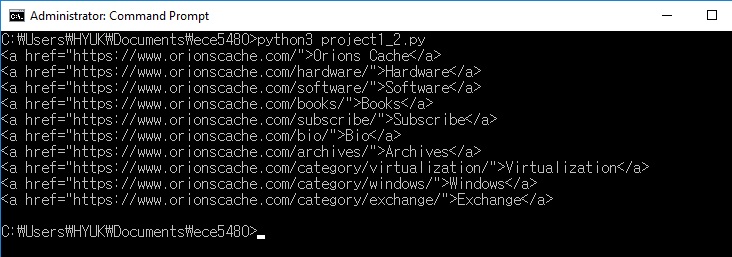 Administrator: Command Prompt
C:₩Users₩HYUK₩Documents₩ece5480>python3 project1_2.py
<a href="https://www.orionscache.com/">Orions Cache</a>
<a href="https://www.orionscache.com/hardware/">Hardware</a>
<a href="https://www.orionscache.com/software/">Software</a>
<a href="https://www.orionscache.com/books/">Books</a>
<a href="https://www.orionscache.com/subscribe/">Subscribe</a>
<a href="https://www.orionscache.com/bio/">Bio</a>
<a href="https://www.orionscache.com/archives/">Archives</a>
<a href="https://www.orionscache.com/category/virtualization/">Virtualization</a>
<a href="https://www.orionscache.com/category/windows/">Windows</a>
<a href="https://www.orionscache.com/category/exchange/">Exchange</a>
C:₩Users₩HYUK₩Documents₩ece5480>